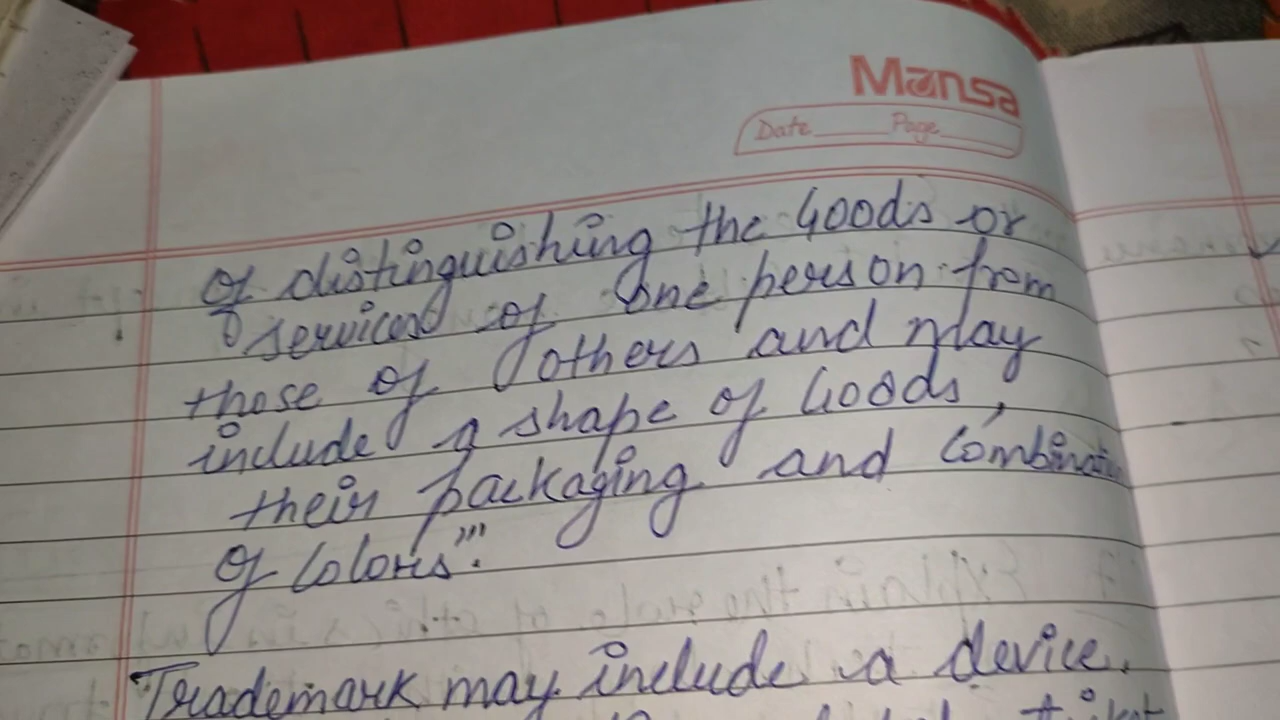 Mansa
Date Page
of distinguishing the Goods or
services of one person from
those of others and may
include a shape of Goods,
their packaging and Combination
of Colors"'.
Trademark may include a device,